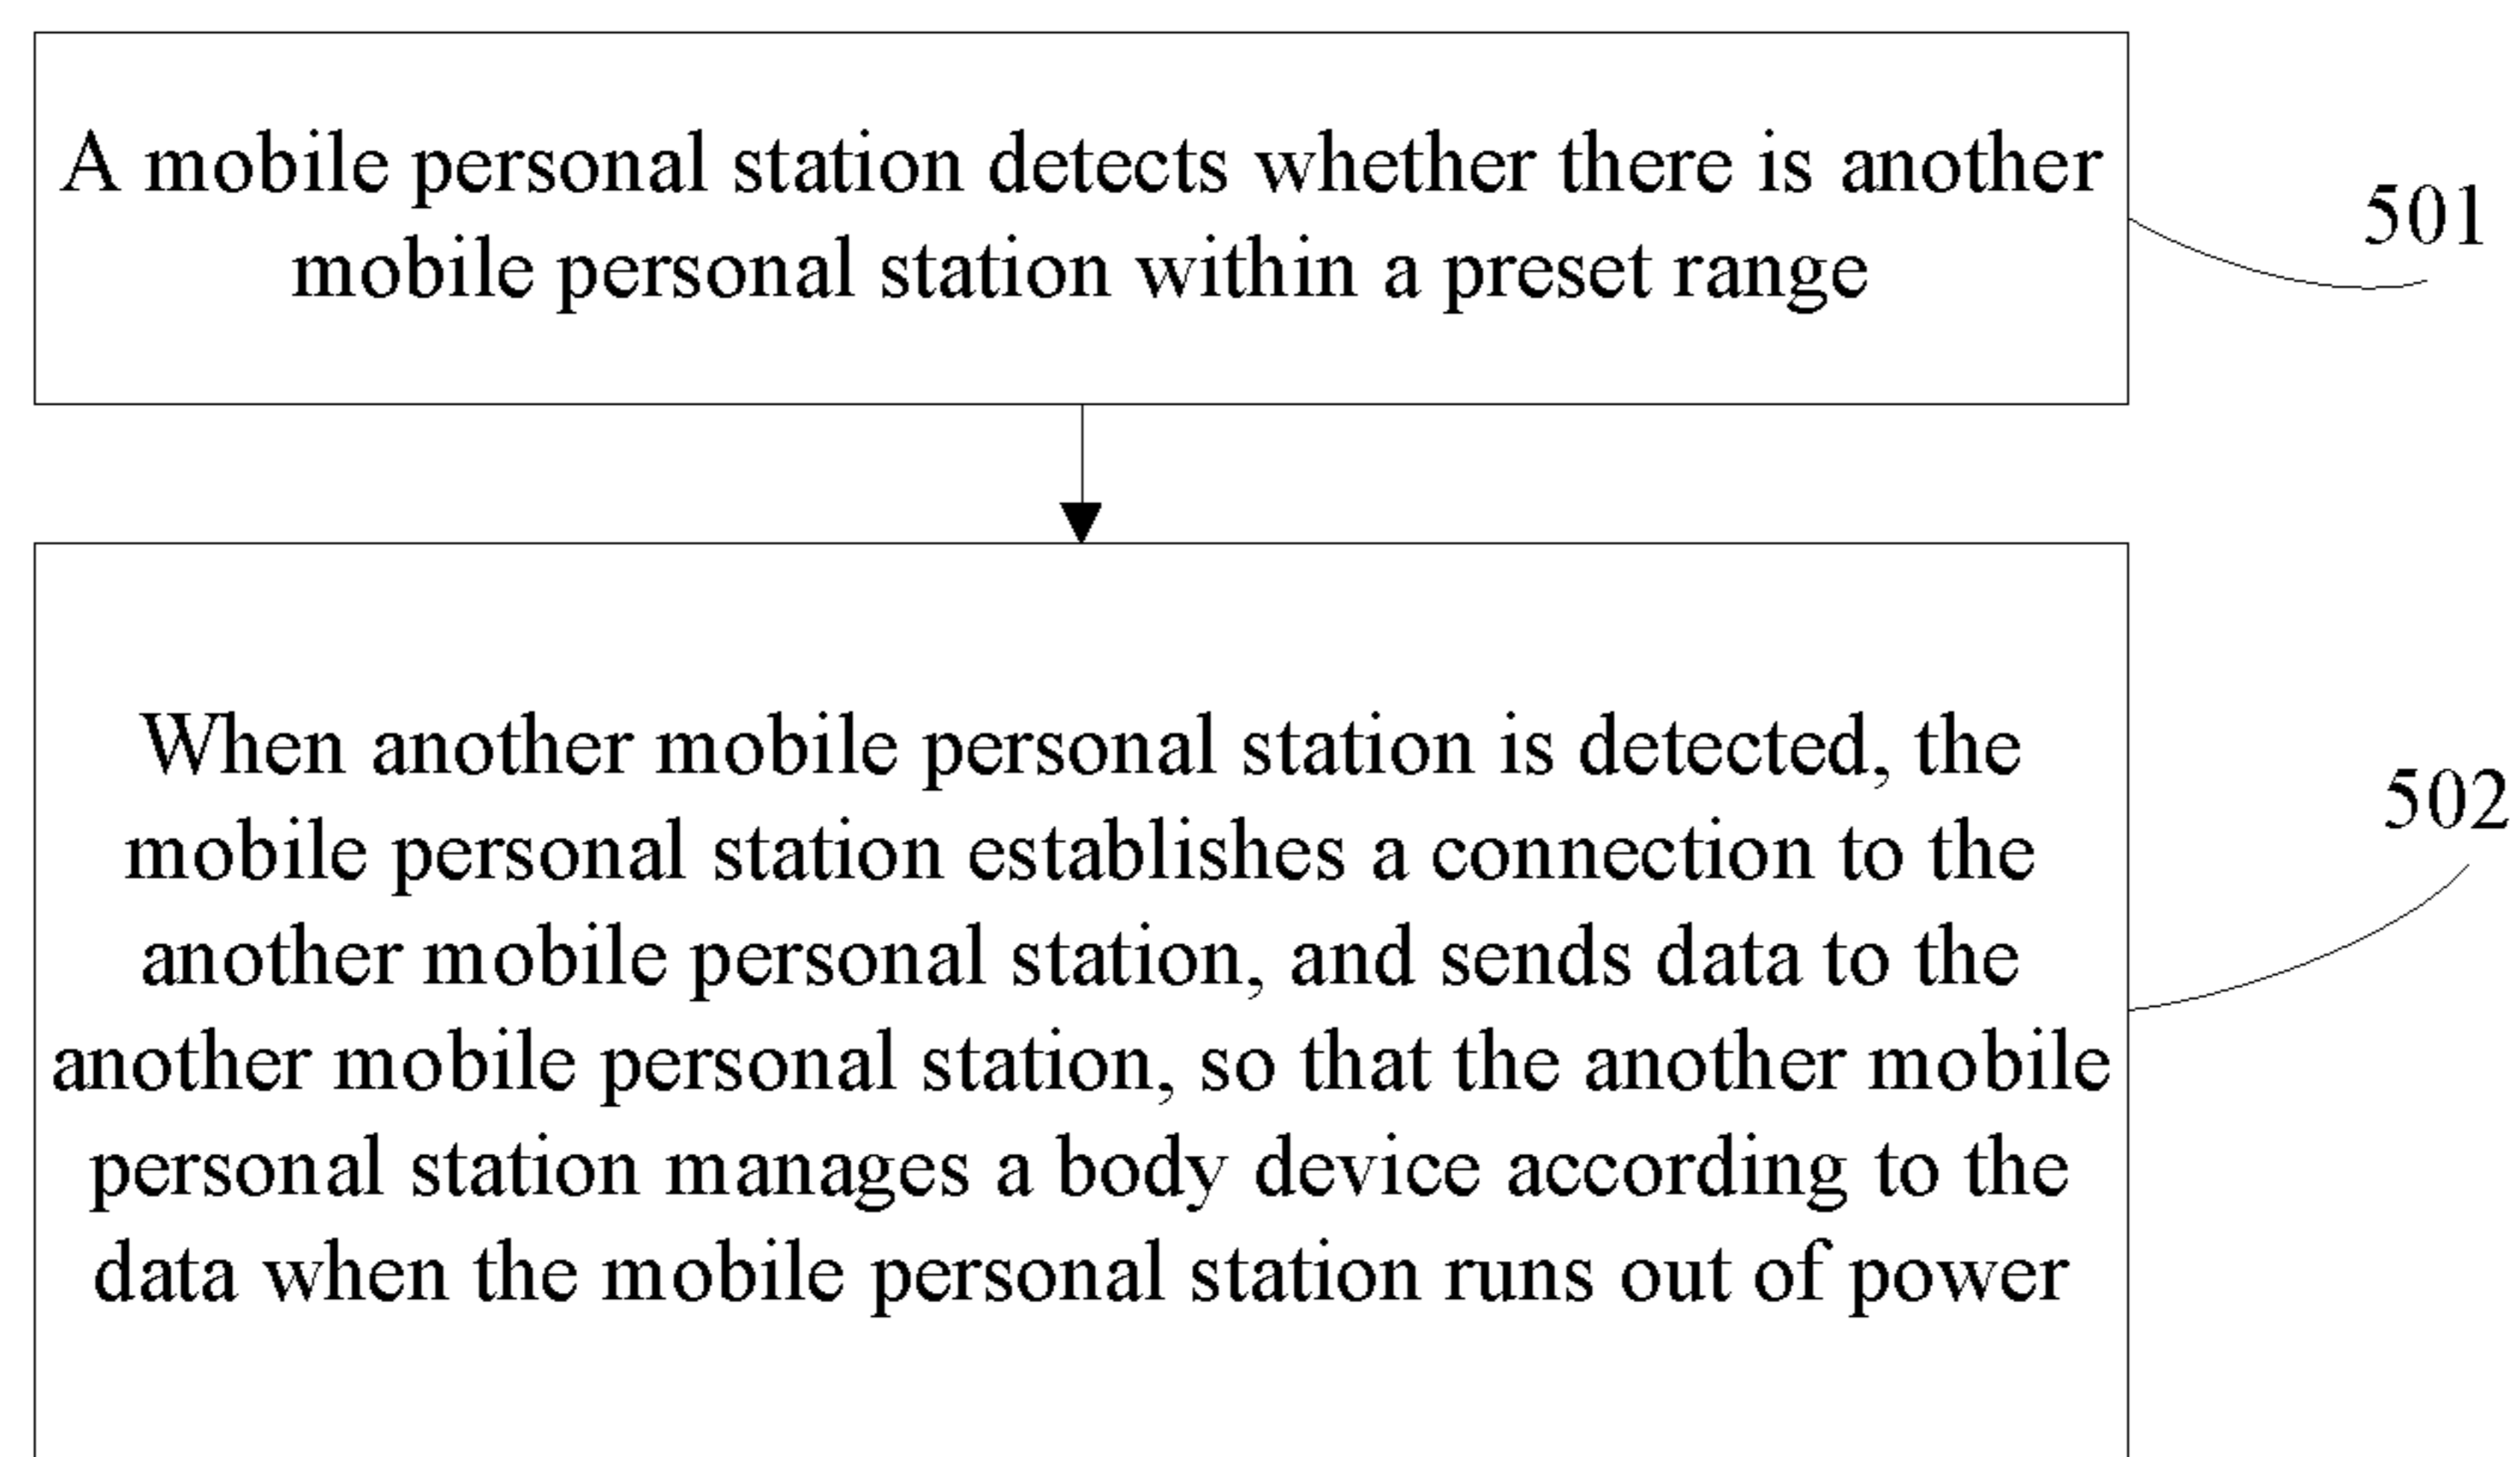 A mobile personal station detects whether there is another
mobile personal station within a preset range
501
When another mobile personal station is detected, the
mobile personal station establishes a connection to the
another mobile personal station, and sends data to the
another mobile personal station, so that the another mobile
personal station manages a body device according to the
data when the mobile personal station runs out of power
502